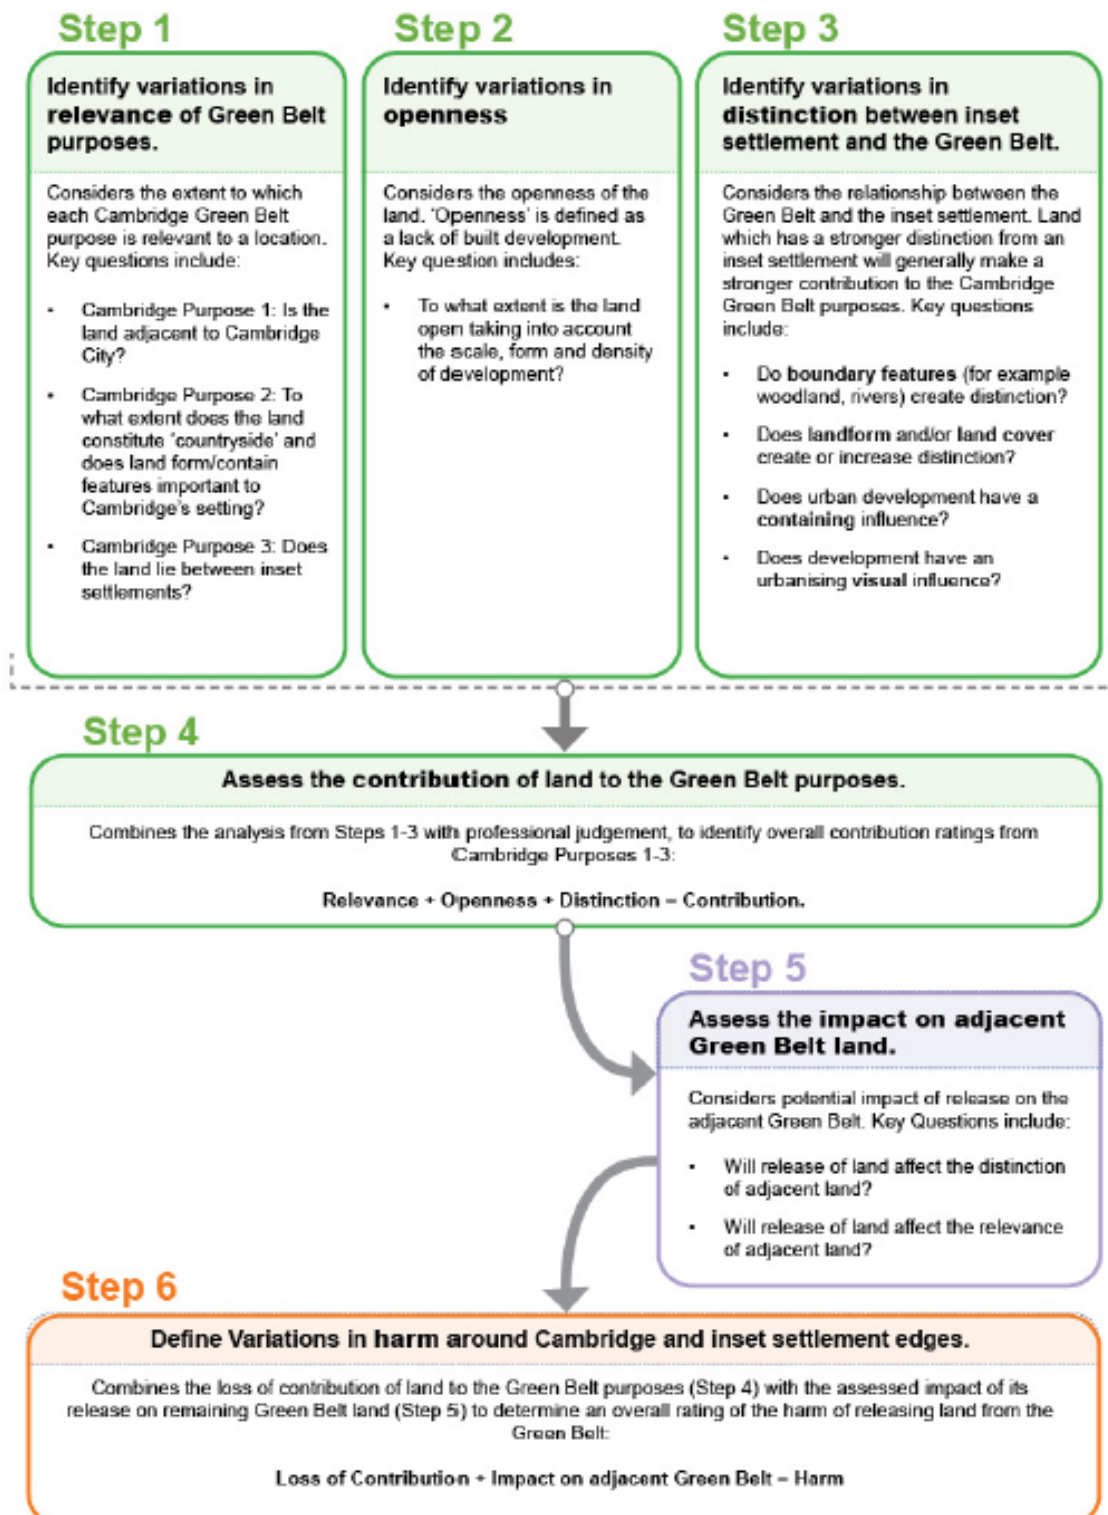 Step 1
Identify variations in
relevance of Green Belt
purposes.
Considers the extent to which
each Cambridge Green Belt
purpose is relevant to a location.
Key questions include:
• Cambridge Purpose 1: Is the
land adjacent to Cambridge
City?
• Cambridge Purpose 2: To
what extent does the land
constitute 'countryside' and
does land form/contain
features important to
Cambridge's setting?
• Cambridge Purpose 3: Does
the land lie between inset
settlements?
Step 2
Identify variations in
openness
Considers the openness of the
land. 'Openness' is defined as
a lack of built development.
Key question includes:
• To what extent is the land
open taking into account
the scale, form and density
of development?
Step 3
Identify variations in
distinction between inset
settlement and the Green Belt.
Considers the relationship between the
Green Belt and the inset settlement. Land
which has a stronger distinction from an
inset settlement will generally make a
stronger contribution to the Cambridge
Green Belt purposes. Key questions
include:
• Do boundary features (for example
woodland, rivers) create distinction?
• Does landform and/or land cover
create or increase distinction?
• Does urban development have a
containing influence?
• Does development have an
urbanising visual influence?
Step 4
Assess the contribution of land to the Green Belt purposes.
Combines the analysis from Steps 1-3 with professional judgement, to identify overall contribution ratings from
Cambridge Purposes 1-3:
Relevance + Openness + Distinction = Contribution.
Step 5
Assess the impact on adjacent
Green Belt land.
Considers potential impact of release on the
adjacent Green Belt. Key Questions include:
• Will release of land affect the distinction
of adjacent land?
• Will release of land affect the relevance
of adjacent land?
Step 6
Define Variations in harm around Cambridge and inset settlement edges.
Combines the loss of contribution of land to the Green Belt purposes (Step 4) with the assessed impact of its
release on remaining Green Belt land (Step 5) to determine an overall rating of the harm of releasing land from the
Green Belt:
Loss of Contribution + Impact on adjacent Green Belt = Harm